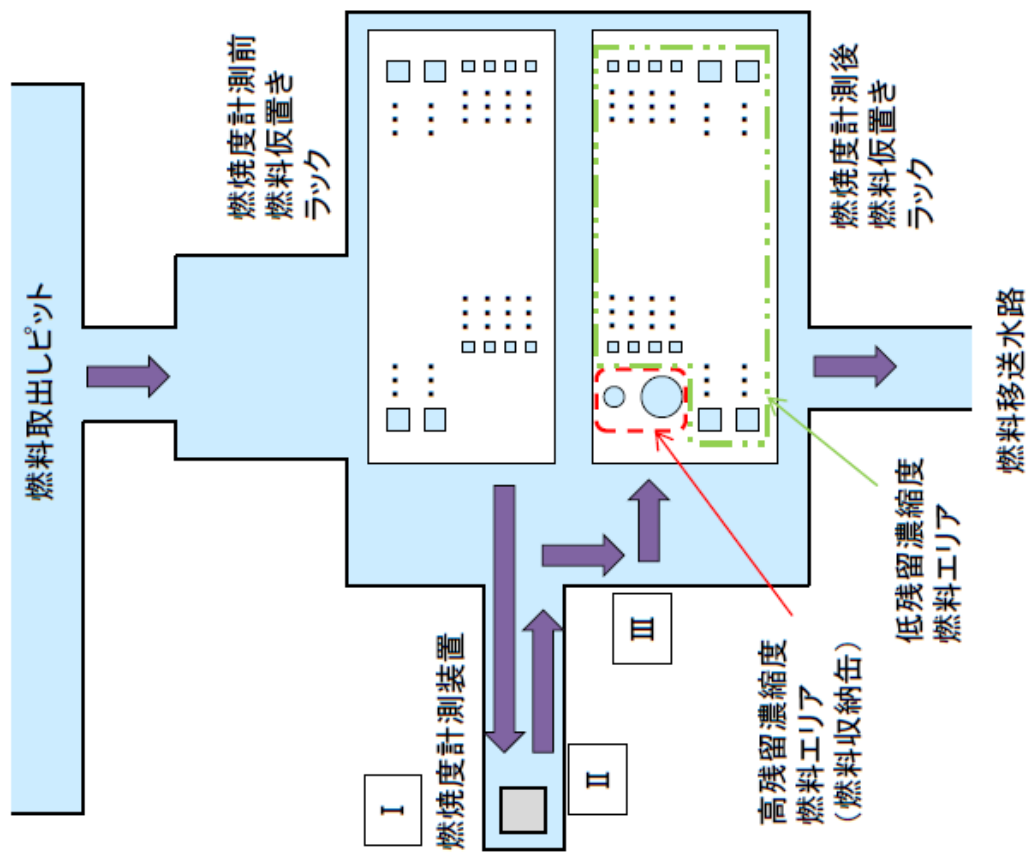 燃料取出しピット
燃焼度計測前
燃料仮置き
ラック
燃焼度計測後
燃料仮置き
ラック
燃料移送水路
Ⅰ
燃焼度計測装置
Ⅱ
Ⅲ
高残留濃縮度
燃料エリア
（燃料収納缶）
低残留濃縮度
燃料エリア